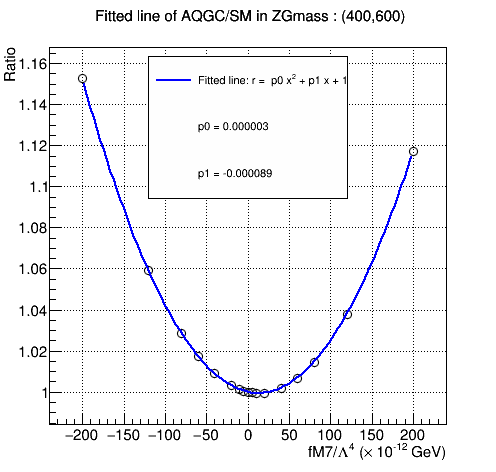 Fitted line of AQGC/SM in ZGmass : (400,600)
Ratio
1.16
1.14
1.12
1.1
1.08
1.06
1.04
1.02
1
Fitted line: r = p0 x² + p1 x + 1
p0 = 0.000003
p1 = -0.000089
−200 −150 −100 −50 0 50 100 150 200
fM7/Λ⁴ (× 10⁻¹² GeV)